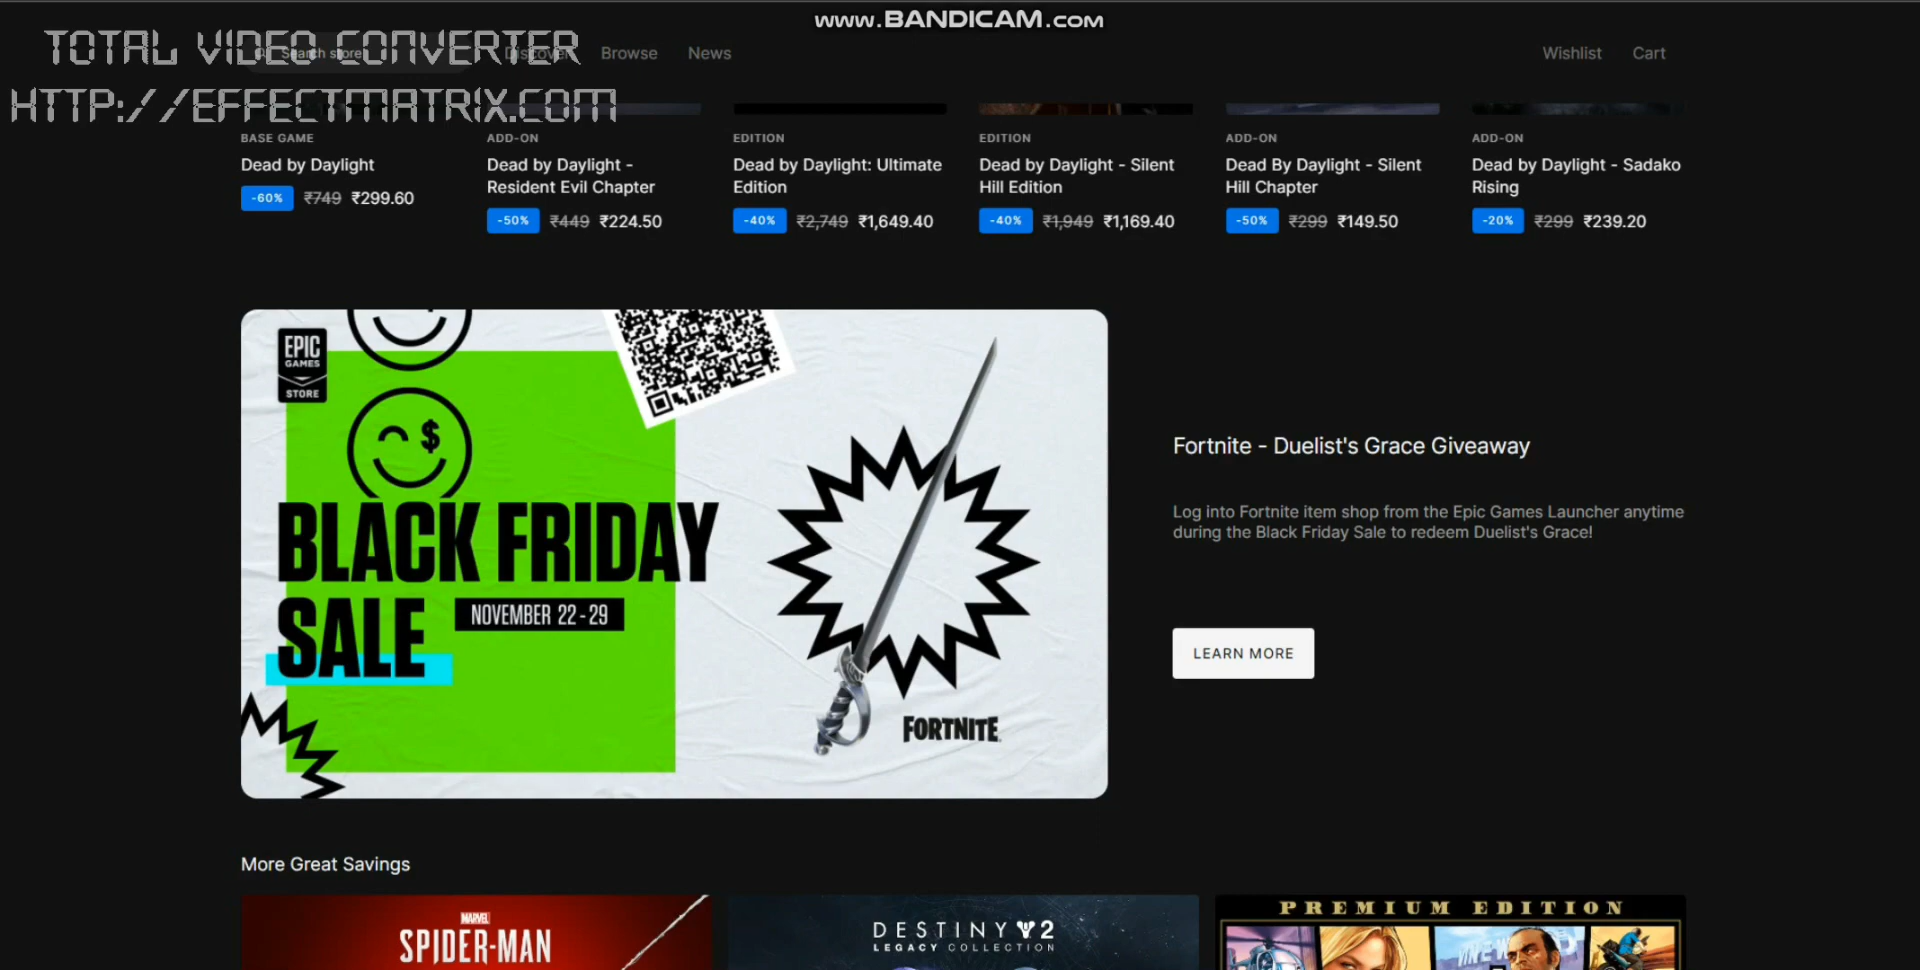 www.BANDICAM.com
TOTAL VIDEO CONVERTER
HTTP://EFFECTMATRIX.COM
Search store
Discover
Browse
News
Wishlist
Cart
BASE GAME
Dead by Daylight
-60% ₹749 ₹299.60
ADD-ON
Dead by Daylight -
Resident Evil Chapter
-50% ₹449 ₹224.50
EDITION
Dead by Daylight: Ultimate
Edition
-40% ₹2,749 ₹1,649.40
EDITION
Dead by Daylight - Silent
Hill Edition
-40% ₹1,949 ₹1,169.40
ADD-ON
Dead By Daylight - Silent
Hill Chapter
-50% ₹299 ₹149.50
ADD-ON
Dead by Daylight - Sadako
Rising
-20% ₹299 ₹239.20
EPIC
GAMES
STORE
$
BLACK FRIDAY
SALE
NOVEMBER 22-29
FORTNITE
Fortnite - Duelist's Grace Giveaway
Log into Fortnite item shop from the Epic Games Launcher anytime
during the Black Friday Sale to redeem Duelist's Grace!
LEARN MORE
More Great Savings
MARVEL
SPIDER-MAN
DESTINY 2
LEGACY COLLECTION
PREMIUM EDITION